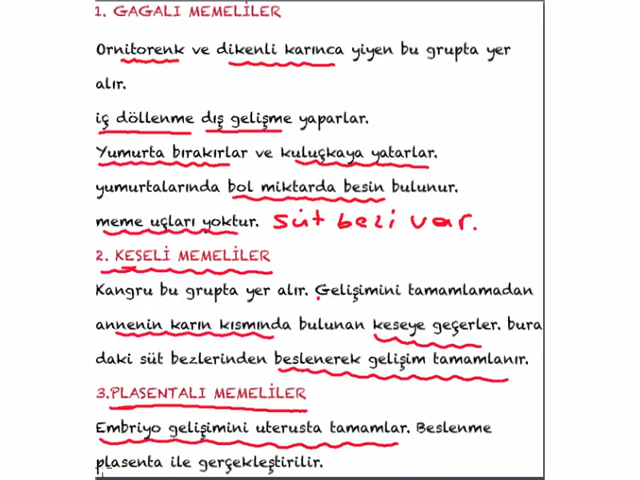 1. GAGALI MEMELİLER
Ornitorenk ve dikenli karınca yiyen bu grupta yer
alır.
iç döllenme dış gelişme yaparlar.
Yumurta bırakırlar ve kuluçkaya yatarlar.
yumurtalarında bol miktarda besin bulunur.
meme uçları yoktur. süt bezi var.
2. KESELİ MEMELİLER
Kangru bu grupta yer alır. Gelişimini tamamlamadan
annenin karın kısmında bulunan keseye geçerler. bura
daki süt bezlerinden beslenerek gelişim tamamlanır.
3.PLASENTALI MEMELİLER
Embriyo gelişimini uterusta tamamlar. Beslenme
plasenta ile gerçekleştirilir.